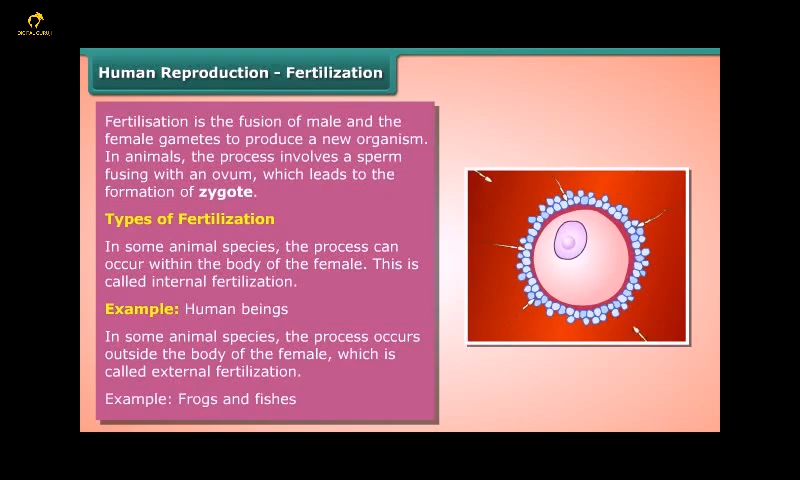 DIGITAL GURUJI
Human Reproduction - Fertilization
Fertilisation is the fusion of male and the
female gametes to produce a new organism.
In animals, the process involves a sperm
fusing with an ovum, which leads to the
formation of zygote.
Types of Fertilization
In some animal species, the process can
occur within the body of the female. This is
called internal fertilization.
Example: Human beings
In some animal species, the process occurs
outside the body of the female, which is
called external fertilization.
Example: Frogs and fishes